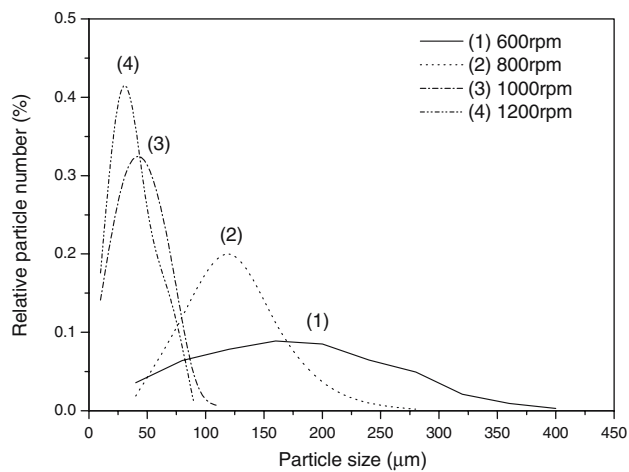 0.5
0.4
0.3
0.2
0.1
0.0
Relative particle number (%)
(1) 600rpm
(2) 800rpm
(3) 1000rpm
(4) 1200rpm
(4)
(3)
(2)
(1)
0 50 100 150 200 250 300 350 400 450
Particle size (μm)